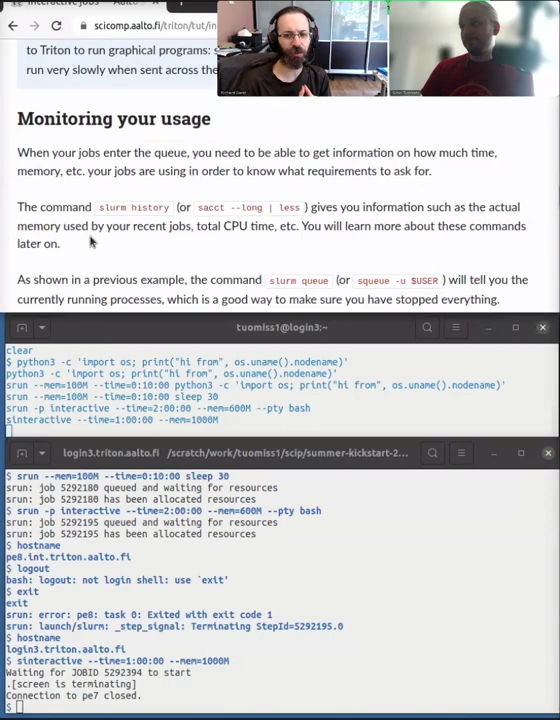 scicomp.aalto.fi/triton/tut/in
to Triton to run graphical programs:
run very slowly when sent across the
Monitoring your usage
When your jobs enter the queue, you need to be able to get information on how much time,
memory, etc. your jobs are using in order to know what requirements to ask for.
The command slurm history (or sacct --long | less ) gives you information such as the actual
memory used by your recent jobs, total CPU time, etc. You will learn more about these commands
later on.
As shown in a previous example, the command slurm queue (or squeue -u $USER ) will tell you the
currently running processes, which is a good way to make sure you have stopped everything.
tuomiss1@login3:~
clear
$ python3 -c 'import os; print("hi from", os.uname().nodename)'
python3 -c 'import os; print("hi from", os.uname().nodename)'
srun --mem=100M --time=0:10:00 python3 -c 'import os; print("hi from", os.uname().nodename)'
srun --mem=100M --time=0:10:00 sleep 30
srun -p interactive --time=2:00:00 --mem=600M --pty bash
sinteractive --time=1:00:00 --mem=1000M
login3.triton.aalto.fi /scratch/work/tuomiss1/scip/summer-kickstart-2...
$ srun --mem=100M --time=0:10:00 sleep 30
srun: job 5292180 queued and waiting for resources
srun: job 5292180 has been allocated resources
$ srun -p interactive --time=2:00:00 --mem=600M --pty bash
srun: job 5292195 queued and waiting for resources
srun: job 5292195 has been allocated resources
$ hostname
pe8.int.triton.aalto.fi
$ logout
bash: logout: not login shell: use `exit'
$ exit
exit
srun: error: pe8: task 0: Exited with exit code 1
srun: launch/slurm: _step_signal: Terminating StepId=5292195.0
$ hostname
login3.triton.aalto.fi
$ sinteractive --time=1:00:00 --mem=1000M
Waiting for JOBID 5292394 to start
.[screen is terminating]
Connection to pe7 closed.
$